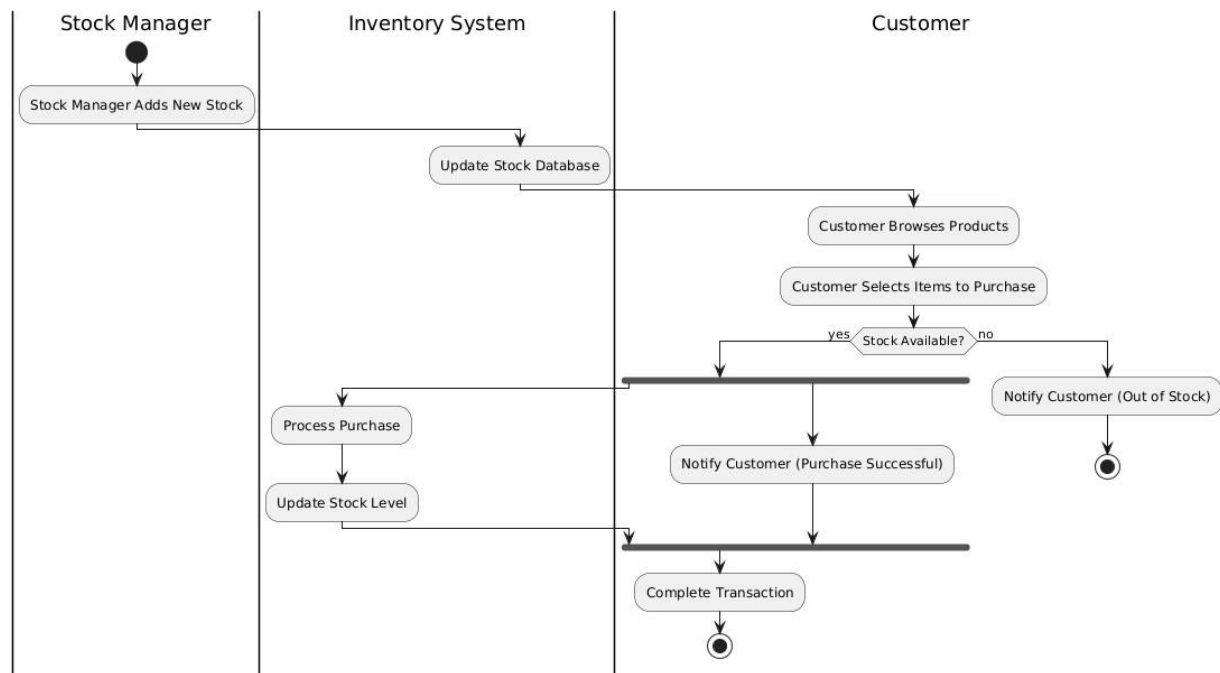 Stock Manager
Inventory System
Customer
Stock Manager Adds New Stock
Update Stock Database
Customer Browses Products
Customer Selects Items to Purchase
yes
Stock Available?
no
Notify Customer (Out of Stock)
Process Purchase
Notify Customer (Purchase Successful)
Update Stock Level
Complete Transaction